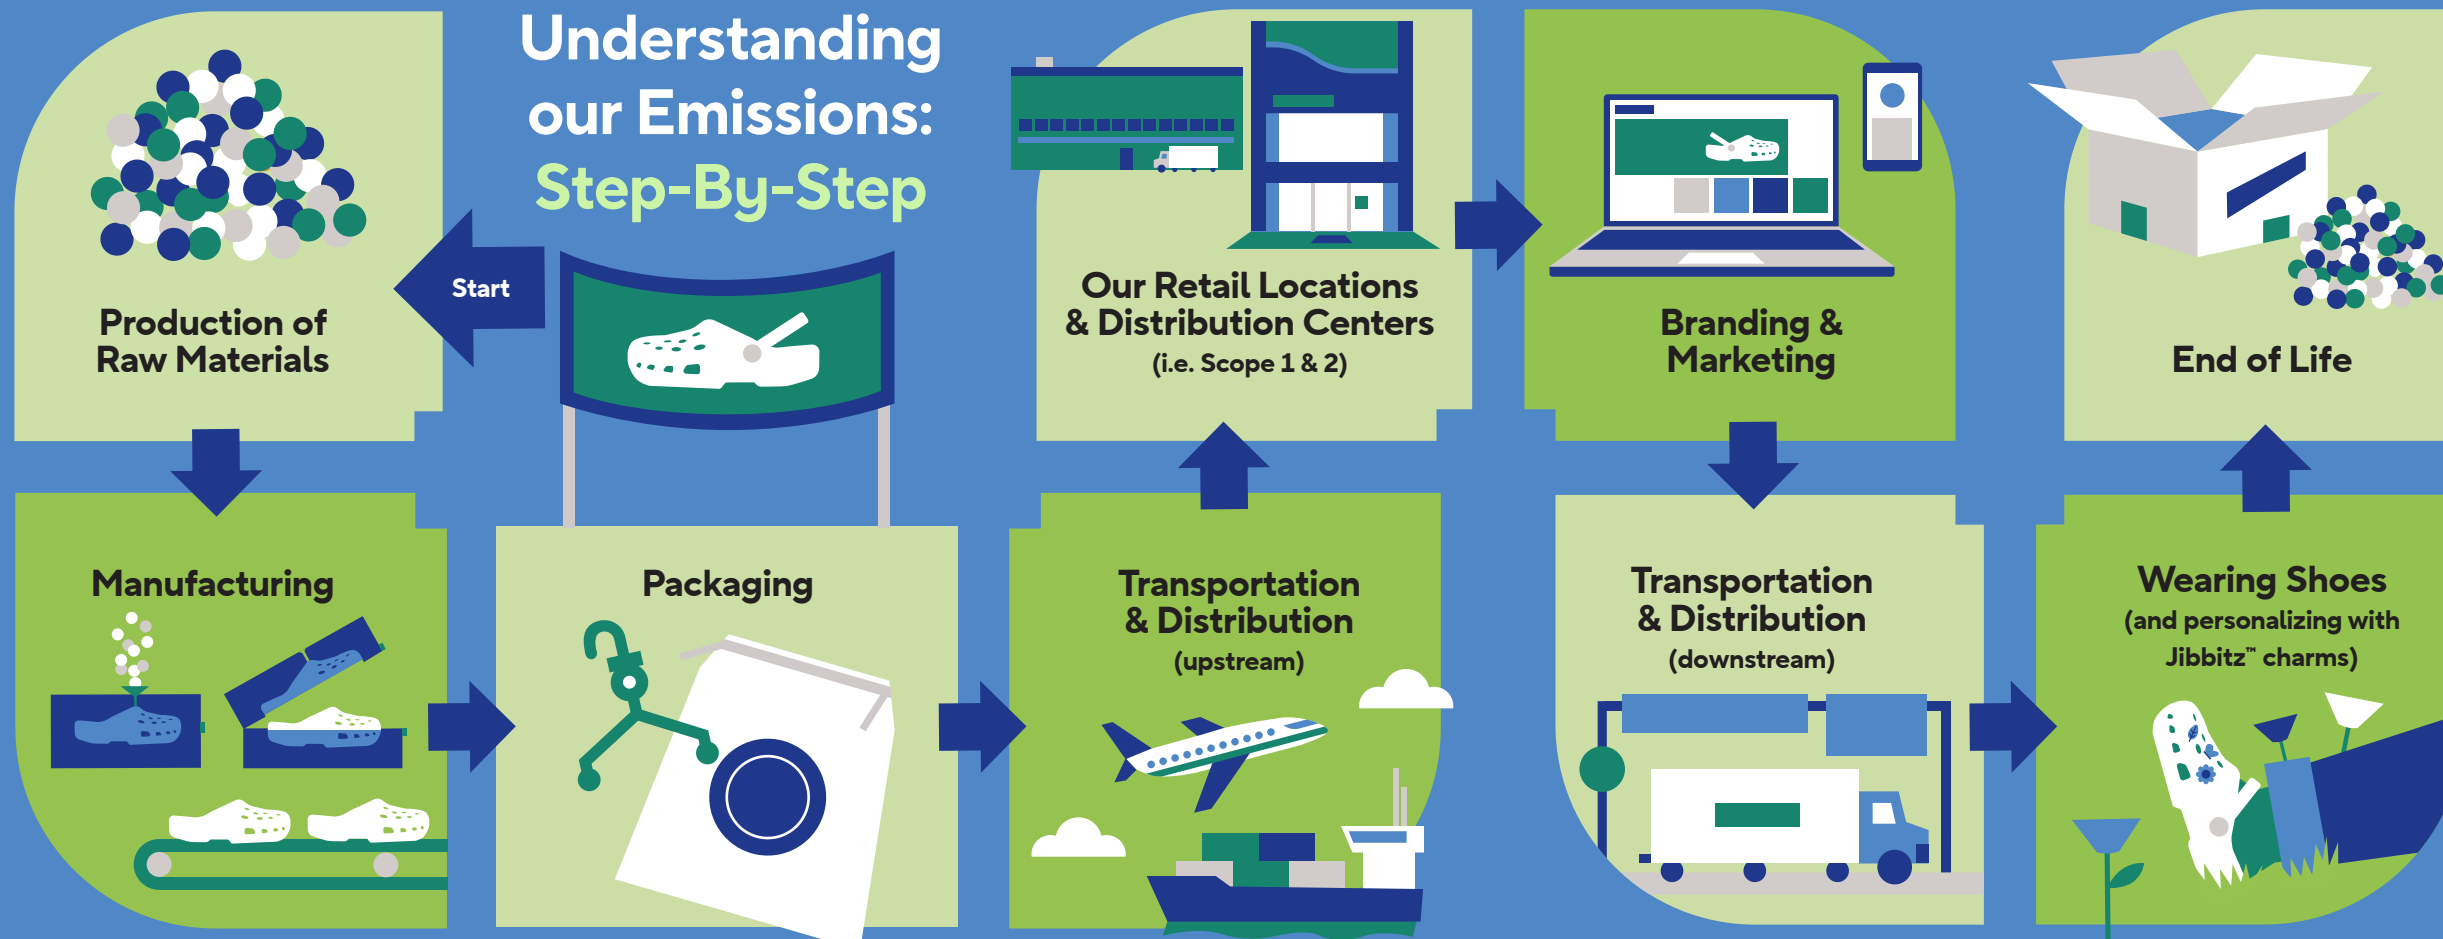 Understanding
our Emissions:
Step-By-Step
Start
Production of
Raw Materials
Manufacturing
Packaging
Transportation
& Distribution
(upstream)
Our Retail Locations
& Distribution Centers
(i.e. Scope 1 & 2)
Branding &
Marketing
Transportation
& Distribution
(downstream)
Wearing Shoes
(and personalizing with
Jibbitz™ charms)
End of Life